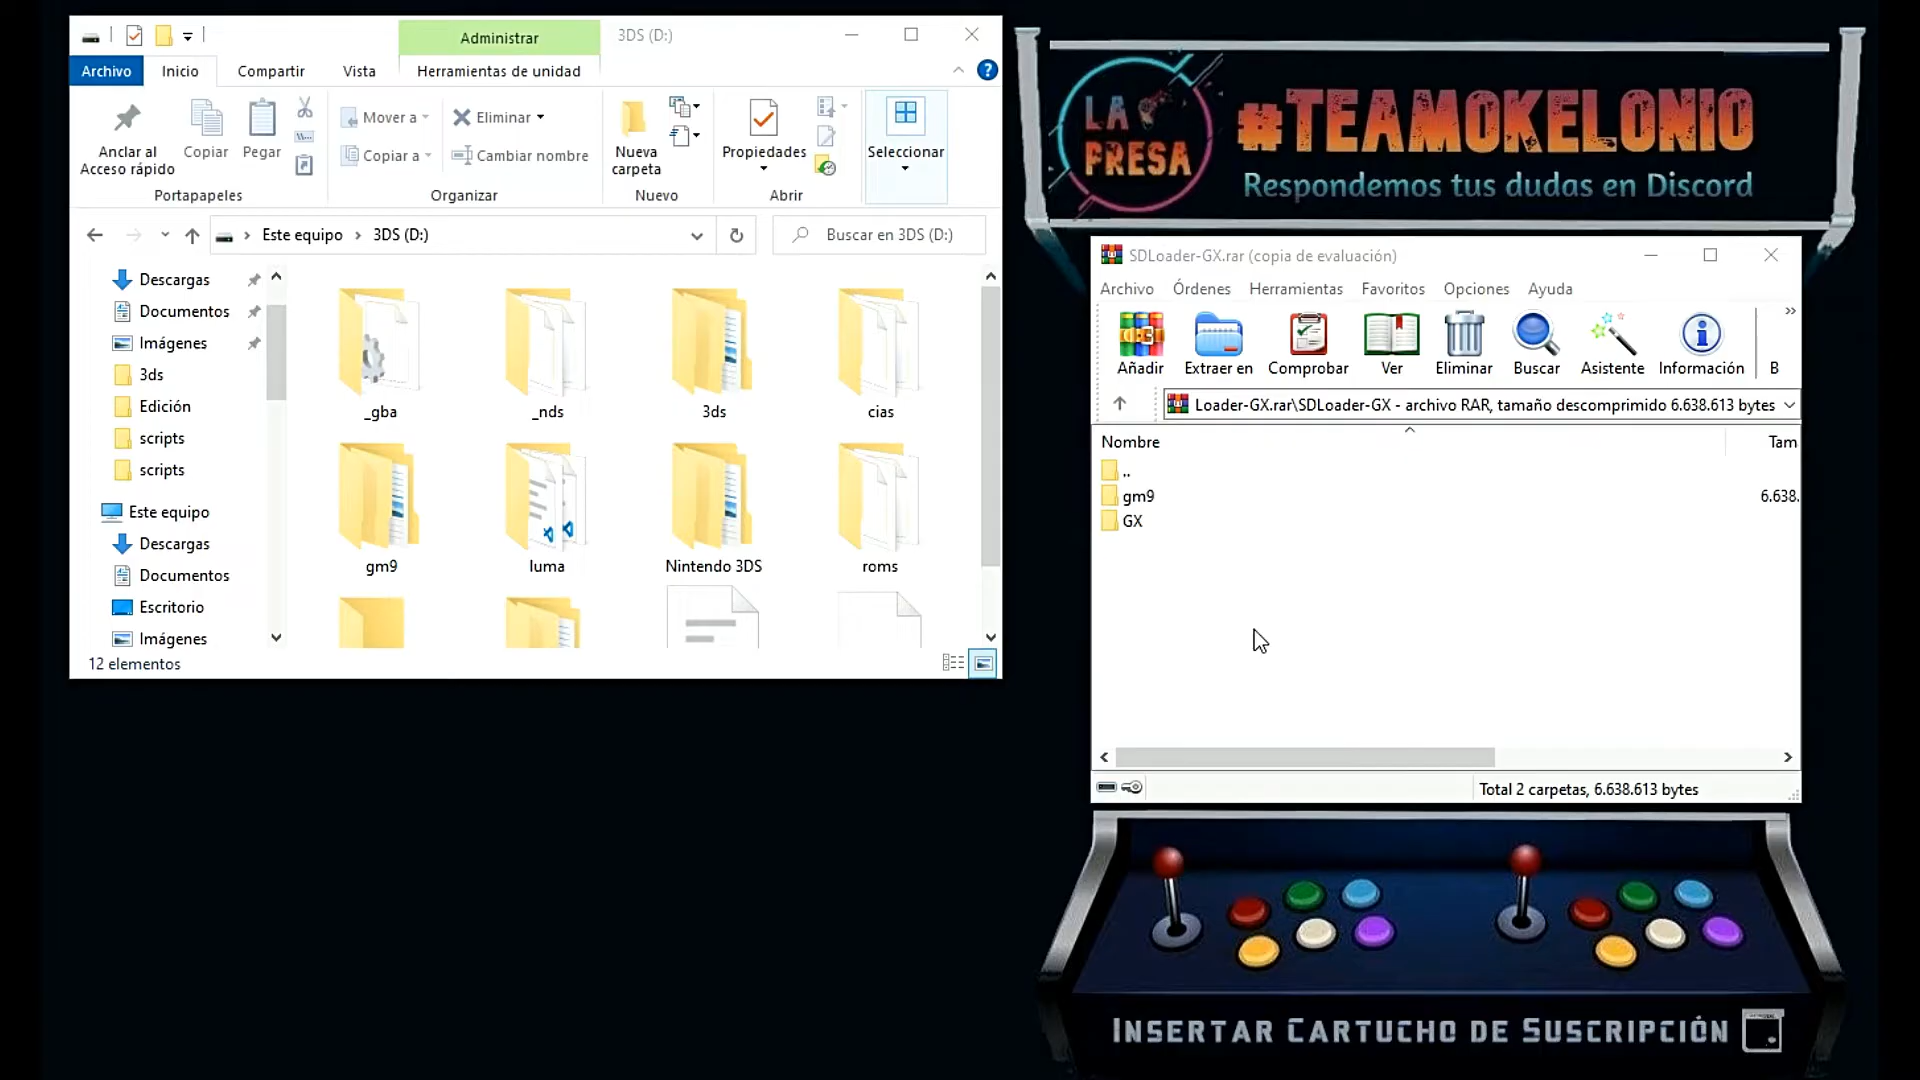 Administrar
3DS (D:)
Archivo
Inicio
Compartir
Vista
Herramientas de unidad
Anclar al
Acceso rápido
Copiar
Pegar
Mover a
Copiar a
Eliminar
Cambiar nombre
Nueva
carpeta
Propiedades
Seleccionar
Portapapeles
Organizar
Nuevo
Abrir
Este equipo
3DS (D:)
Buscar en 3DS (D:)
Descargas
Documentos
Imágenes
3ds
Edición
scripts
scripts
Este equipo
Descargas
Documentos
Escritorio
Imágenes
_gba
_nds
3ds
cias
gm9
luma
Nintendo 3DS
roms
12 elementos
LA
PRESA
#TEAMOKELONIO
Respondemos tus dudas en Discord
SDLoader-GX.rar (copia de evaluación)
Archivo
Órdenes
Herramientas
Favoritos
Opciones
Ayuda
»
Añadir
Extraer en
Comprobar
Ver
Eliminar
Buscar
Asistente
Información
B
Loader-GX.rar\SDLoader-GX - archivo RAR, tamaño descomprimido 6.638.613 bytes
Nombre
Tam
..
gm9
6.638.
GX
Total 2 carpetas, 6.638.613 bytes
INSERTAR CARTUCHO DE SUSCRIPCIÓN